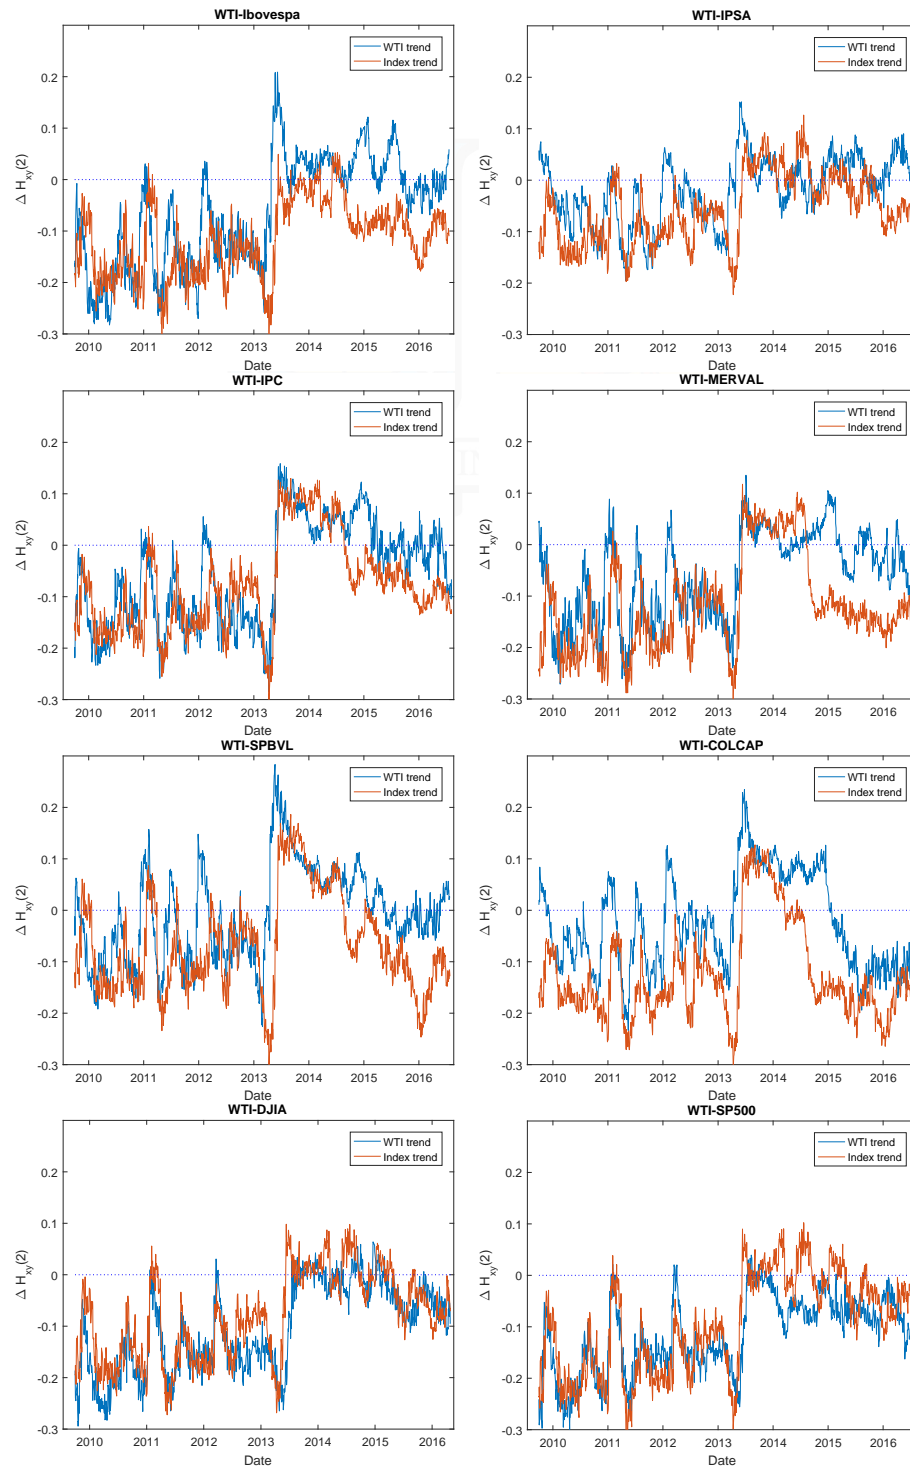 WTI-Ibovespa
WTI trend
Index trend
0.2
0.1
0
-0.1
-0.2
-0.3
Δ H_xy(2)
2010 2011 2012 2013 2014 2015 2016
Date
WTI-IPSA
WTI trend
Index trend
0.2
0.1
0
-0.1
-0.2
-0.3
Δ H_xy(2)
2010 2011 2012 2013 2014 2015 2016
Date
WTI-IPC
WTI trend
Index trend
0.2
0.1
0
-0.1
-0.2
-0.3
Δ H_xy(2)
2010 2011 2012 2013 2014 2015 2016
Date
WTI-MERVAL
WTI trend
Index trend
0.2
0.1
0
-0.1
-0.2
-0.3
Δ H_xy(2)
2010 2011 2012 2013 2014 2015 2016
Date
WTI-SPBVL
WTI trend
Index trend
0.2
0.1
0
-0.1
-0.2
-0.3
Δ H_xy(2)
2010 2011 2012 2013 2014 2015 2016
Date
WTI-COLCAP
WTI trend
Index trend
0.2
0.1
0
-0.1
-0.2
-0.3
Δ H_xy(2)
2010 2011 2012 2013 2014 2015 2016
Date
WTI-DJIA
WTI trend
Index trend
0.2
0.1
0
-0.1
-0.2
-0.3
Δ H_xy(2)
2010 2011 2012 2013 2014 2015 2016
Date
WTI-SP500
WTI trend
Index trend
0.2
0.1
0
-0.1
-0.2
-0.3
Δ H_xy(2)
2010 2011 2012 2013 2014 2015 2016
Date